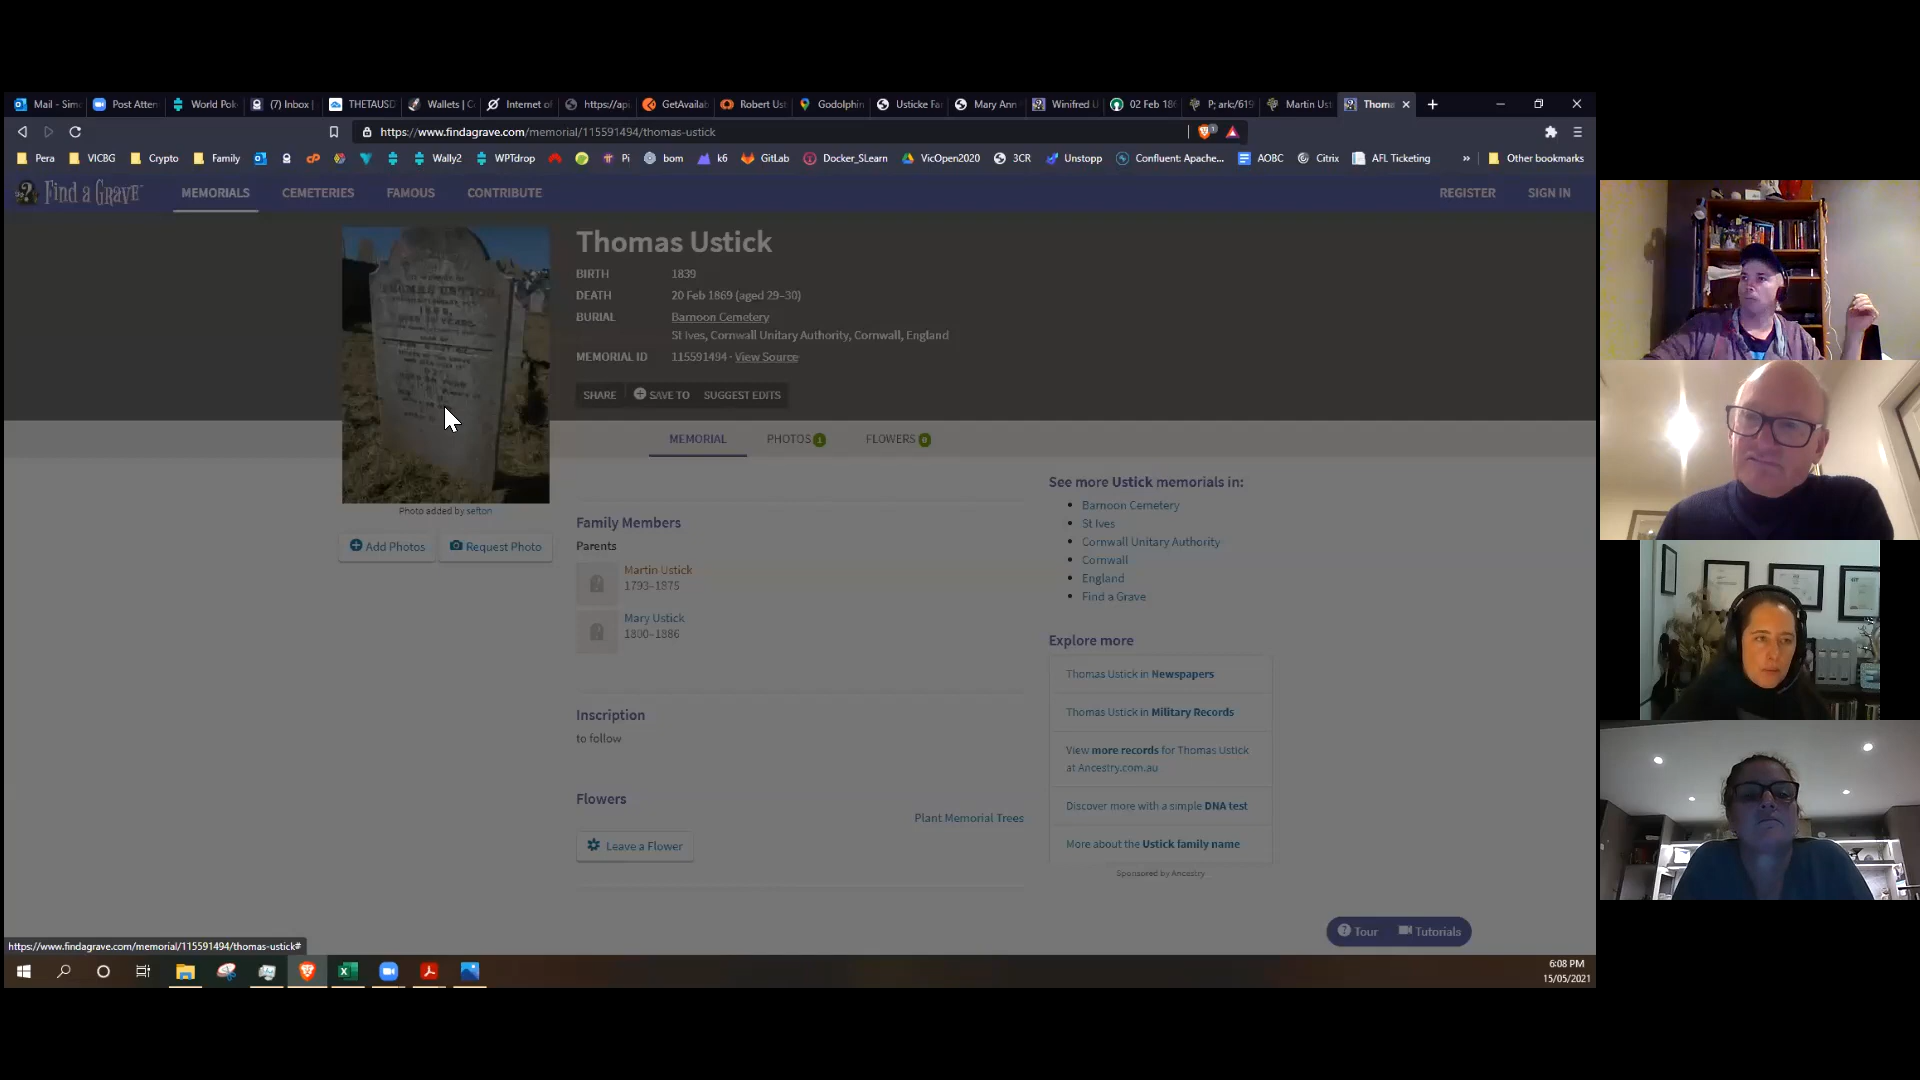 Mail - Sim
Post Atten
World Pok
(7) Inbox |
THETAUSD
Wallets | C
Internet of
https://ap
GetAvailab
Robert Ust
Godolphin
Usticke Fa
Mary Ann
Winifred U
02 Feb 186
P; ark:/619
Martin Ust
Thoma
https://www.findagrave.com/memorial/115591494/thomas-ustick
Pera
VICBG
Crypto
Family
Wally2
WPTdrop
Pi
bom
k6
GitLab
Docker_SLearn
VicOpen2020
3CR
Unstopp
Confluent: Apache...
AOBC
Citrix
AFL Ticketing
»
Other bookmarks
Find a Grave
MEMORIALS
CEMETERIES
FAMOUS
CONTRIBUTE
REGISTER
SIGN IN
Thomas Ustick
BIRTH 1839
DEATH 20 Feb 1869 (aged 29–30)
BURIAL Barnoon Cemetery
St Ives, Cornwall Unitary Authority, Cornwall, England
MEMORIAL ID 115591494 · View Source
SHARE
SAVE TO
SUGGEST EDITS
MEMORIAL
PHOTOS 1
FLOWERS 0
Photo added by sefton
Add Photos
Request Photo
Family Members
Parents
Martin Ustick
1793–1875
Mary Ustick
1800–1886
Inscription
to follow
Flowers
Plant Memorial Trees
Leave a Flower
See more Ustick memorials in:
Barnoon Cemetery
St Ives
Cornwall Unitary Authority
Cornwall
England
Find a Grave
Explore more
Thomas Ustick in Newspapers
Thomas Ustick in Military Records
View more records for Thomas Ustick
at Ancestry.com.au
Discover more with a simple DNA test
More about the Ustick family name
Sponsored by Ancestry
Tour
Tutorials
https://www.findagrave.com/memorial/115591494/thomas-ustick#
6:08 PM
15/05/2021